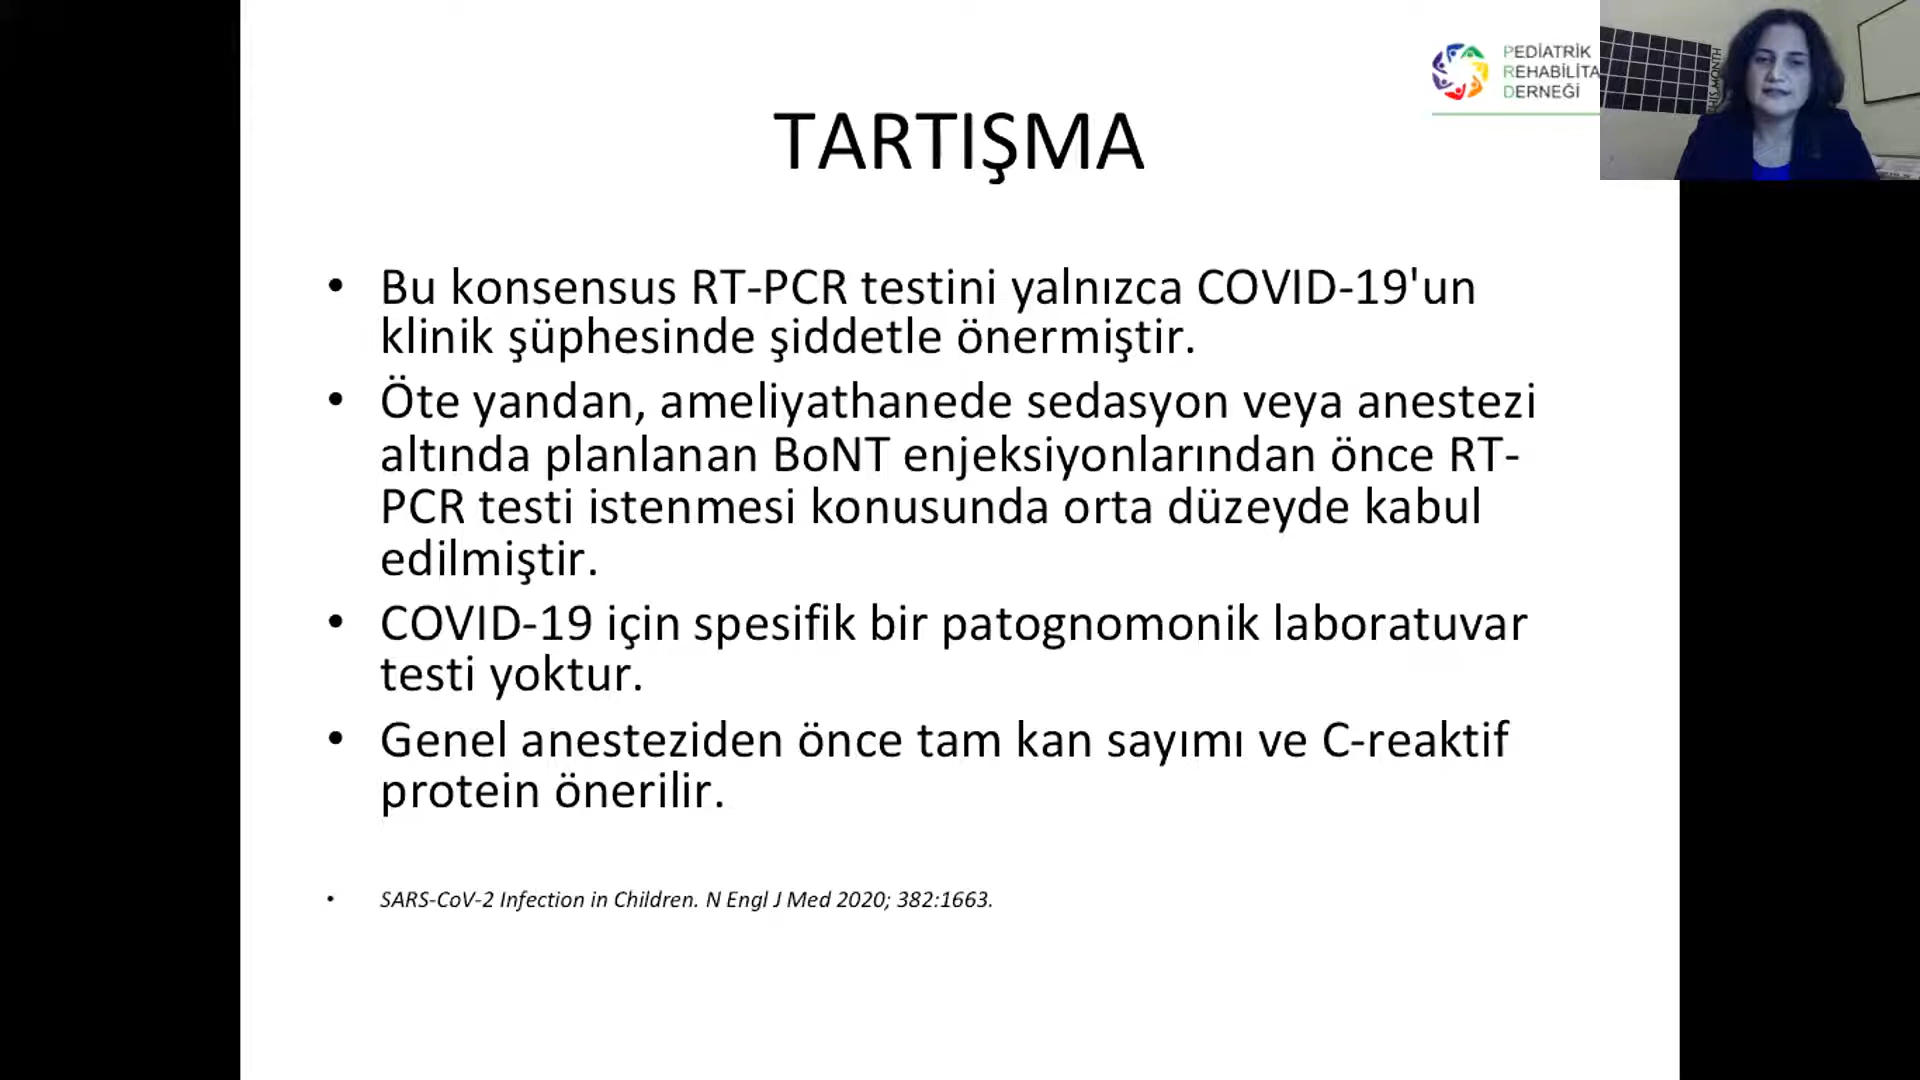 PEDİATRİK
REHABİLİTA
DERNEĞİ
TARTIŞMA
• Bu konsensus RT-PCR testini yalnızca COVID-19'un
klinik şüphesinde şiddetle önermiştir.
• Öte yandan, ameliyathanede sedasyon veya anestezi
altında planlanan BoNT enjeksiyonlarından önce RT-
PCR testi istenmesi konusunda orta düzeyde kabul
edilmiştir.
• COVID-19 için spesifik bir patognomonik laboratuvar
testi yoktur.
• Genel anesteziden önce tam kan sayımı ve C-reaktif
protein önerilir.
• SARS-CoV-2 Infection in Children. N Engl J Med 2020; 382:1663.